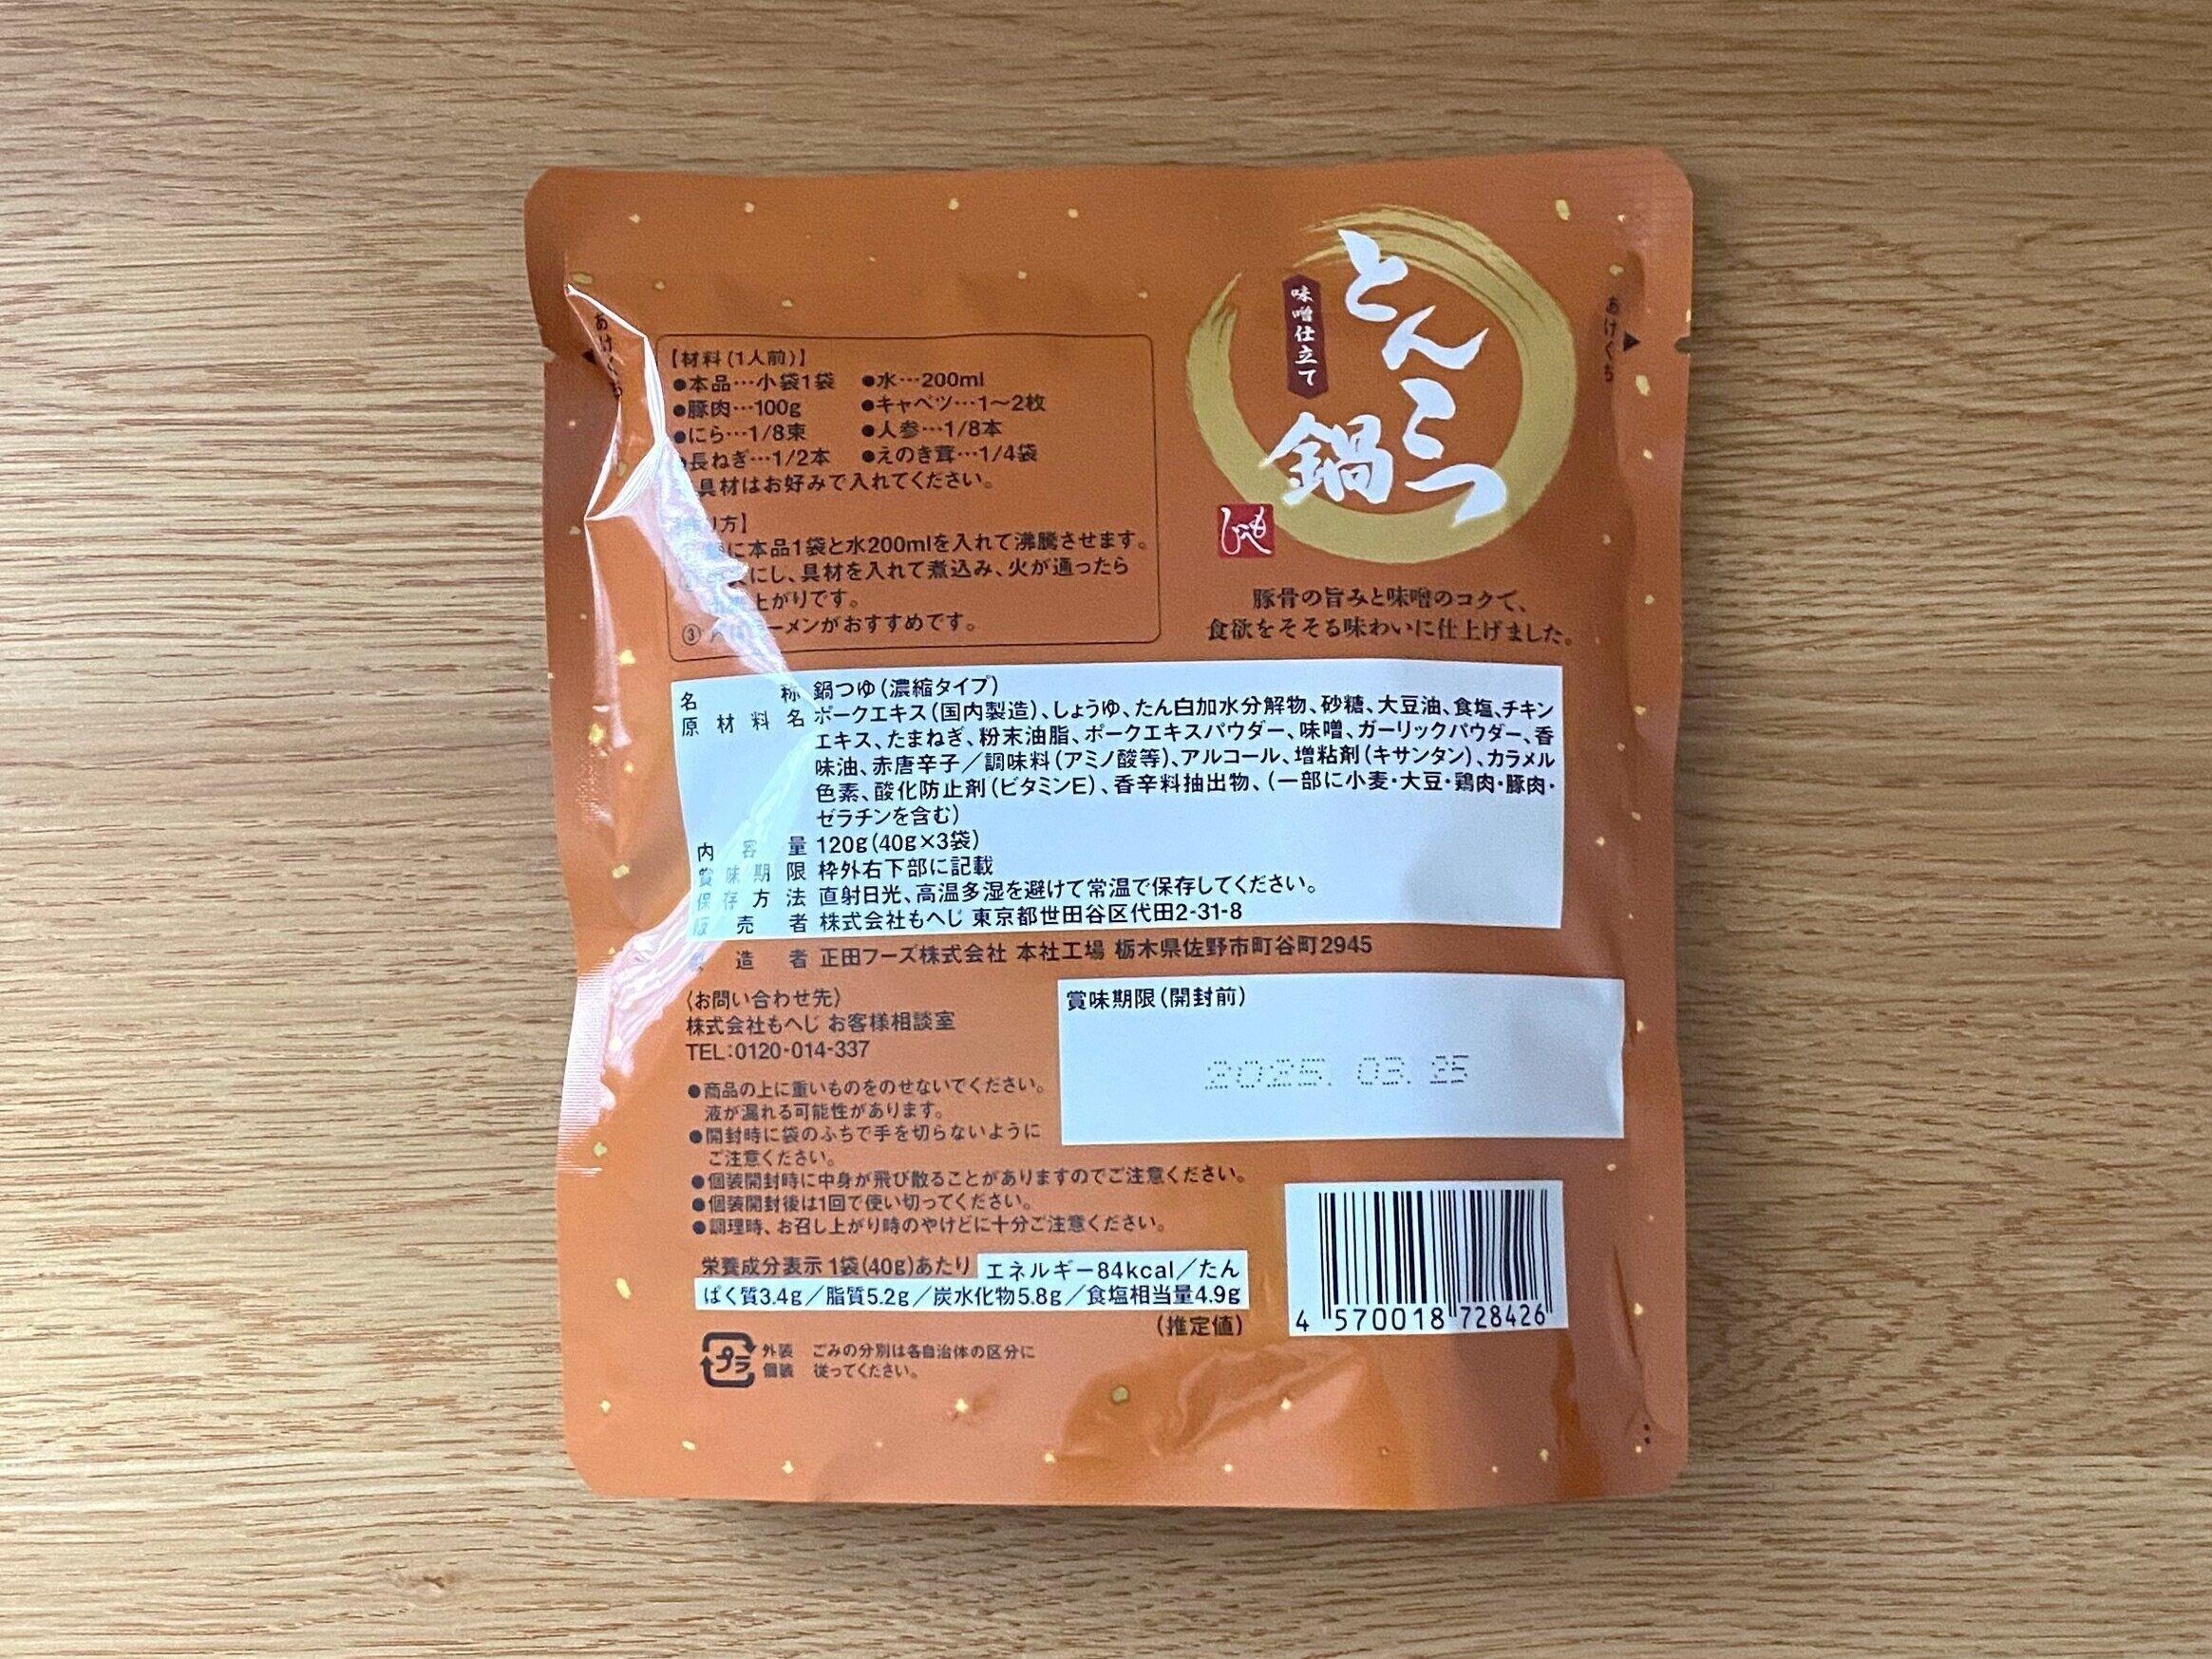 あけくち
あけくち
とんこつ
鍋
味噌仕立て
もへじ
豚骨の旨みと味噌のコクで、
食欲をそそる味わいに仕上げました。
【材料(1人前)】
●本品…小袋1袋 ●水…200ml
●豚肉…100g ●キャベツ…1〜2枚
●にら…1/8束 ●人参…1/8本
●長ねぎ…1/2本 ●えのき茸…1/4袋
具材はお好みで入れてください。
り方】
に本品1袋と水200mlを入れて沸騰させます。
にし、具材を入れて煮込み、火が通ったら
上がりです。
③ ーメンがおすすめです。
名称 鍋つゆ(濃縮タイプ)
原材料名 ポークエキス(国内製造)、しょうゆ、たん白加水分解物、砂糖、大豆油、食塩、チキン
エキス、たまねぎ、粉末油脂、ポークエキスパウダー、味噌、ガーリックパウダー、香
味油、赤唐辛子/調味料(アミノ酸等)、アルコール、増粘剤(キサンタン)、カラメル
色素、酸化防止剤(ビタミンE)、香辛料抽出物、(一部に小麦・大豆・鶏肉・豚肉・
ゼラチンを含む)
内容量 120g(40g×3袋)
賞味期限 枠外右下部に記載
保存方法 直射日光、高温多湿を避けて常温で保存してください。
販売者 株式会社もへじ 東京都世田谷区代田2-31-8
造者 正田フーズ株式会社 本社工場 栃木県佐野市町谷町2945
〈お問い合わせ先〉
株式会社もへじ お客様相談室
TEL:0120-014-337
賞味期限(開封前)
2025. 03. 25
●商品の上に重いものをのせないでください。
液が漏れる可能性があります。
●開封時に袋のふちで手を切らないように
ご注意ください。
●個装開封時に中身が飛び散ることがありますのでご注意ください。
●個装開封後は1回で使い切ってください。
●調理時、お召し上がり時のやけどに十分ご注意ください。
栄養成分表示 1袋(40g)あたり エネルギー84kcal/たん
ぱく質3.4g/脂質5.2g/炭水化物5.8g/食塩相当量4.9g
(推定値)
4 570018 728426
プラ
外装 ごみの分別は各自治体の区分に
個装 従ってください。